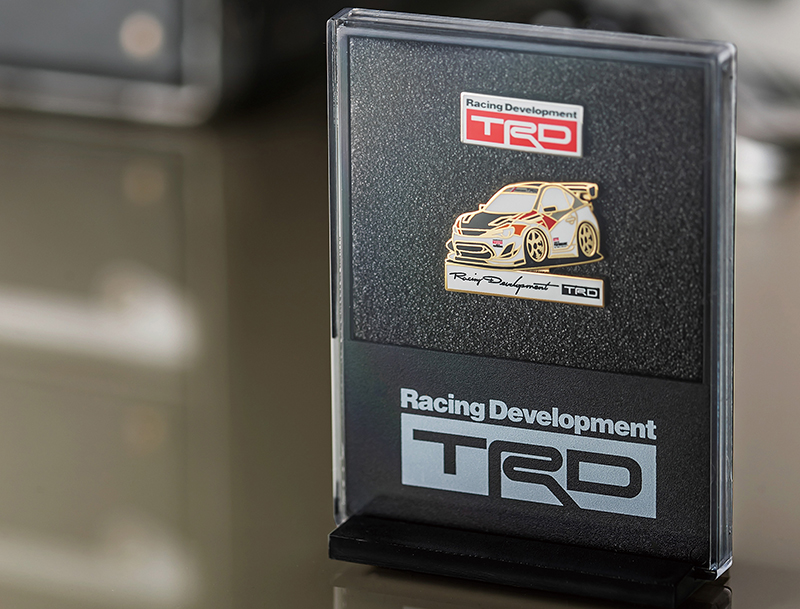 Racing Development
TRD
Racing Development TRD
Racing Development
TRD